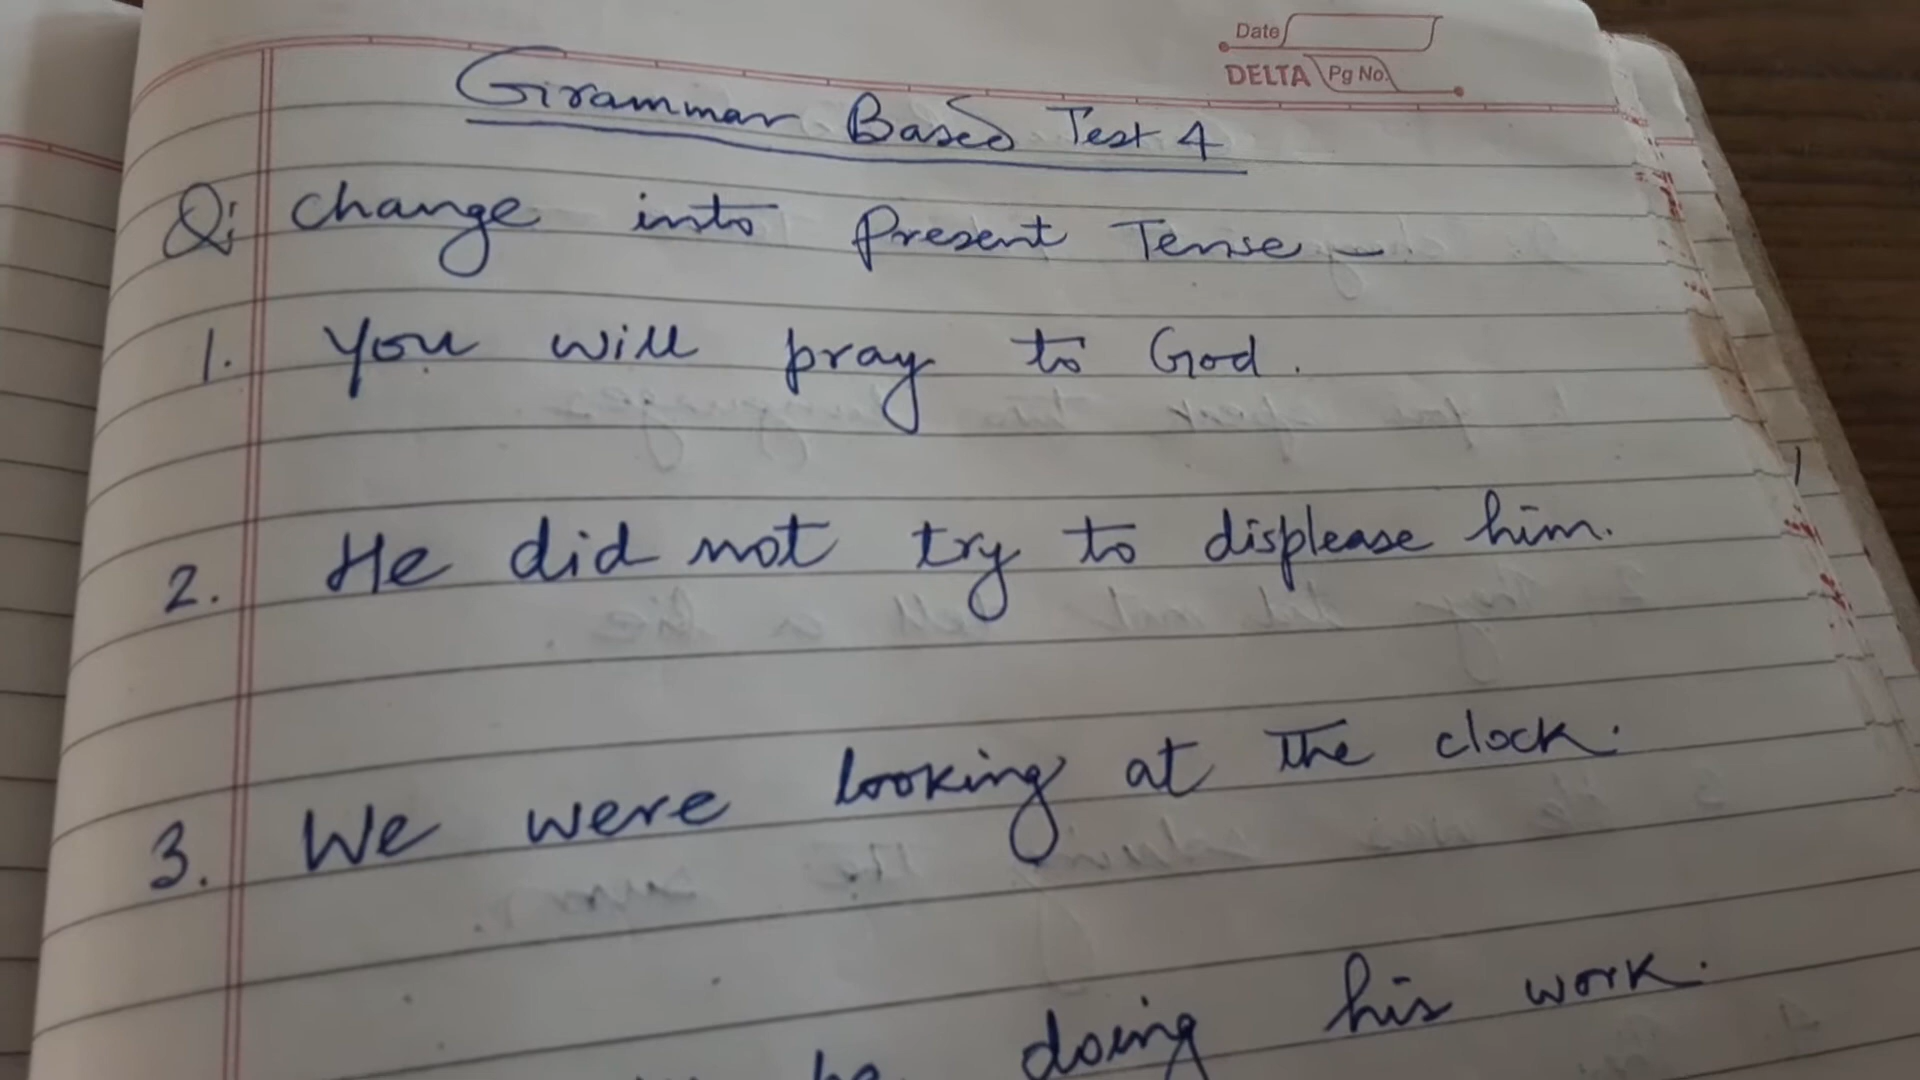 Date
DELTA Pg No.
Grammar Based Test 4
Q: Change into Present Tense -
1. You will pray to God.
2. He did not try to displease him.
3. We were looking at the clock.
be doing his work.